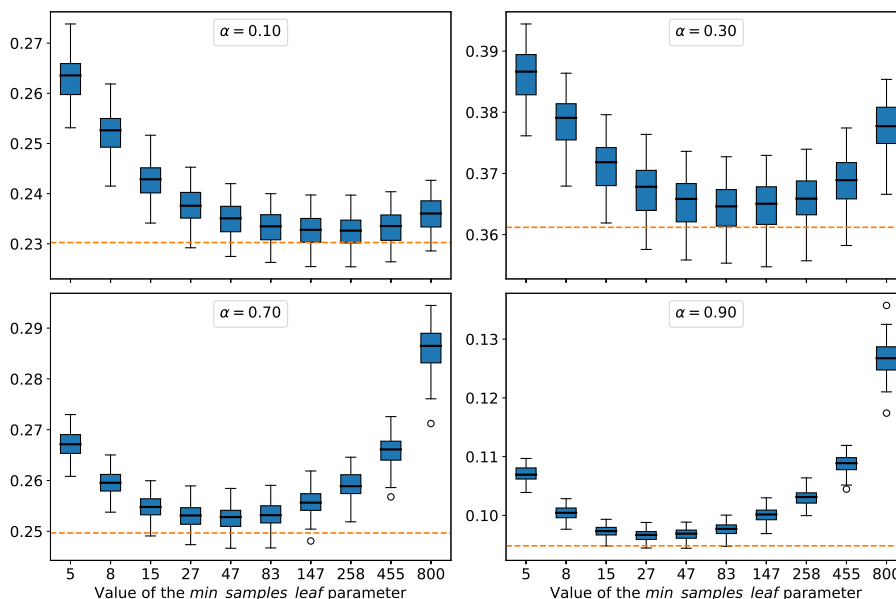 α = 0.10
0.27
0.26
0.25
0.24
0.23
α = 0.30
0.39
0.38
0.37
0.36
α = 0.70
0.29
0.28
0.27
0.26
0.25
5 8 15 27 47 83 147 258 455 800
Value of the min_samples_leaf parameter
α = 0.90
0.13
0.12
0.11
0.10
5 8 15 27 47 83 147 258 455 800
Value of the min_samples_leaf parameter